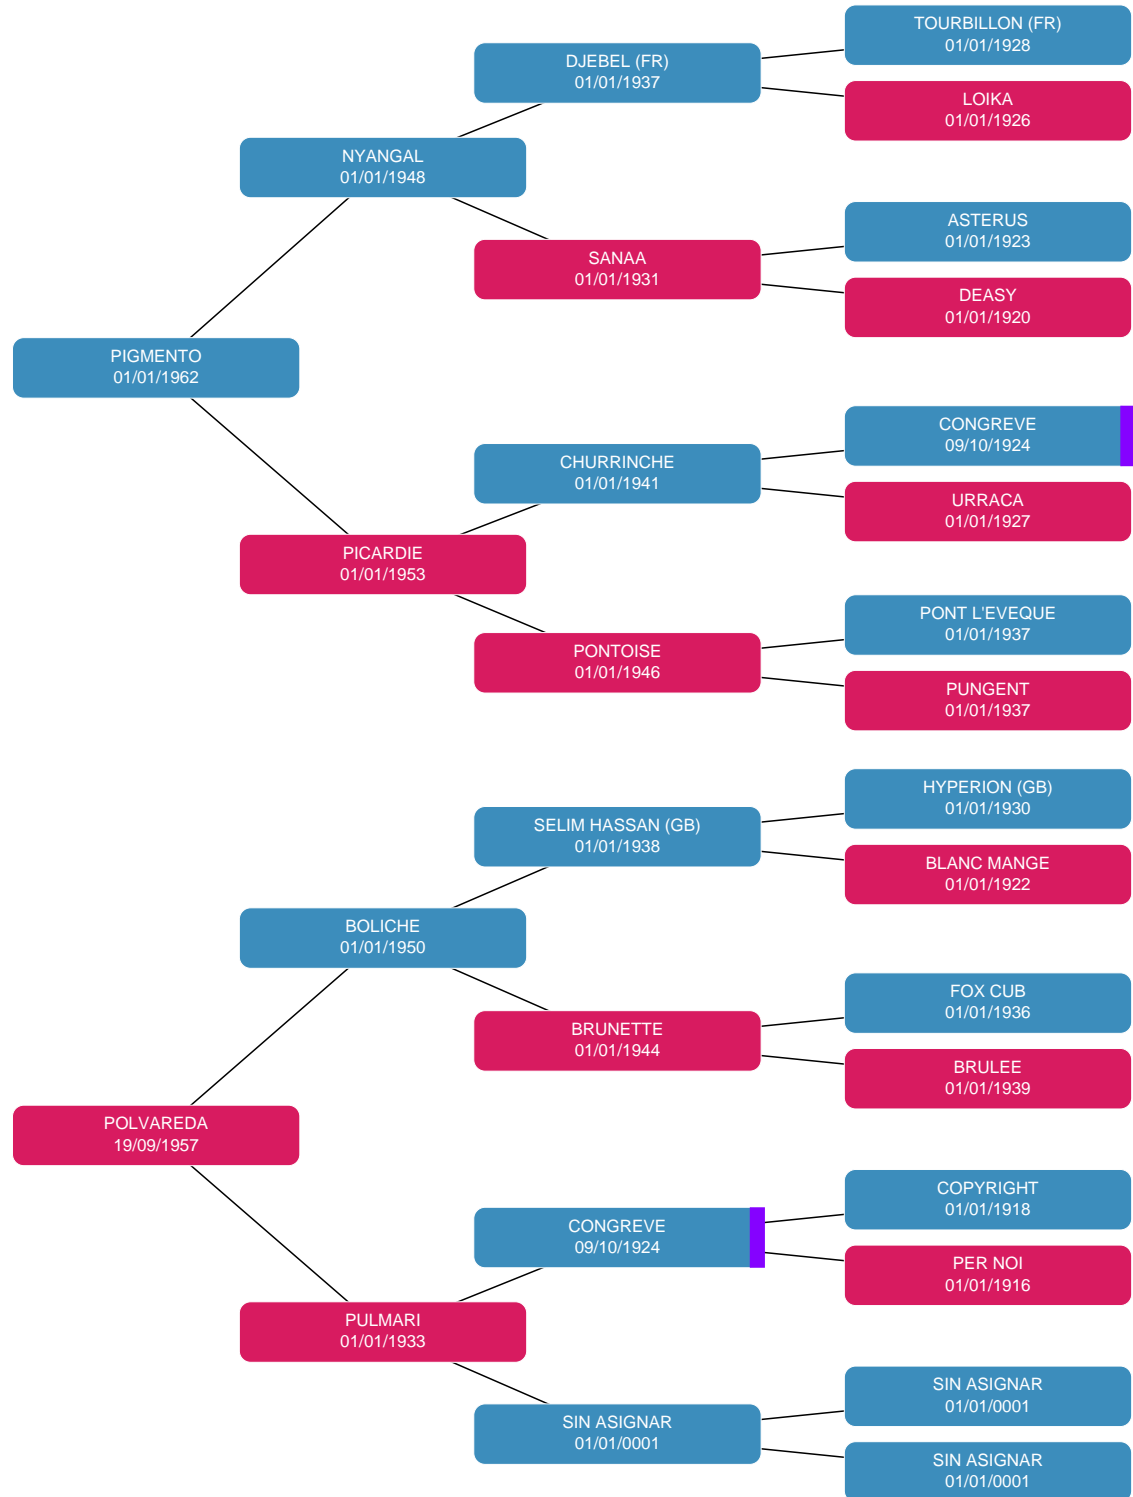 TOURBILLON (FR)
01/01/1928
DJEBEL (FR)
01/01/1937
LOIKA
01/01/1926
NYANGAL
01/01/1948
ASTERUS
01/01/1923
SANAA
01/01/1931
DEASY
01/01/1920
PIGMENTO
01/01/1962
CONGREVE
09/10/1924
CHURRINCHE
01/01/1941
URRACA
01/01/1927
PICARDIE
01/01/1953
PONT L'EVEQUE
01/01/1937
PONTOISE
01/01/1946
PUNGENT
01/01/1937
HYPERION (GB)
01/01/1930
SELIM HASSAN (GB)
01/01/1938
BLANC MANGE
01/01/1922
BOLICHE
01/01/1950
FOX CUB
01/01/1936
BRUNETTE
01/01/1944
BRULEE
01/01/1939
POLVAREDA
19/09/1957
COPYRIGHT
01/01/1918
CONGREVE
09/10/1924
PER NOI
01/01/1916
PULMARI
01/01/1933
SIN ASIGNAR
01/01/0001
SIN ASIGNAR
01/01/0001
SIN ASIGNAR
01/01/0001